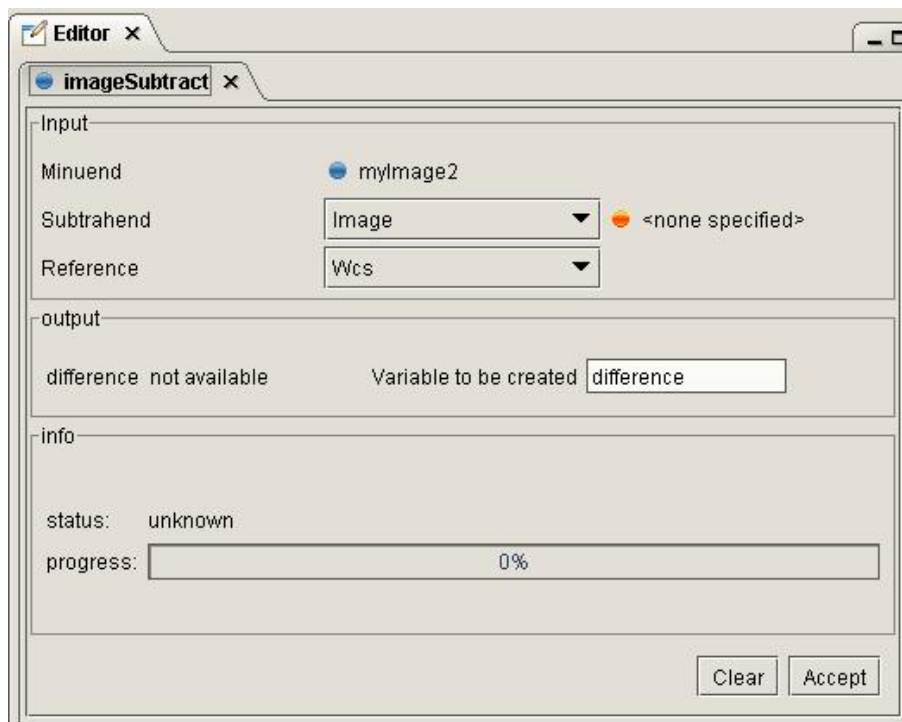 Editor
imageSubtract
Input
Minuend myImage2
Subtrahend Image <none specified>
Reference Wcs
output
difference not available Variable to be created difference
info
status: unknown
progress: 0%
Clear Accept